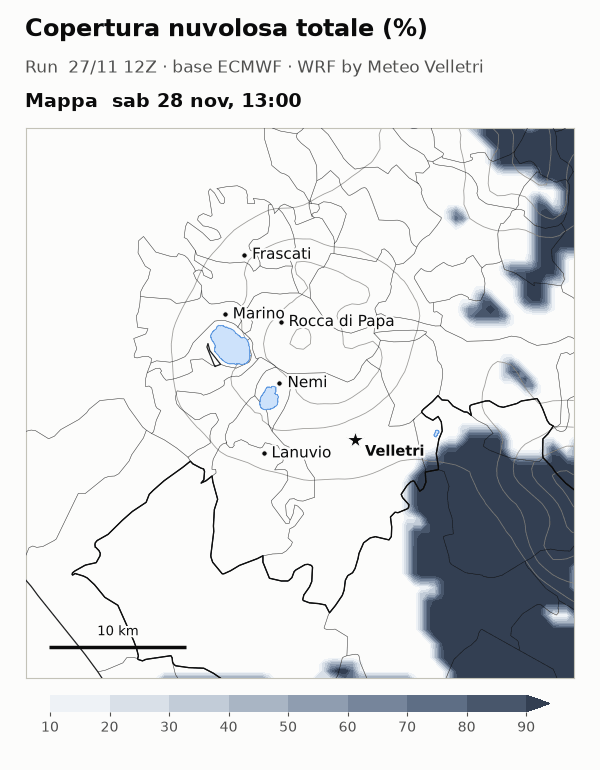 Copertura nuvolosa totale (%)
Run  27/11 12Z · base ECMWF · WRF by Meteo Velletri
Mappa  sab 28 nov, 13:00
Frascati
Marino
Rocca di Papa
Nemi
Velletri
Lanuvio
10 km
10 20 30 40 50 60 70 80 90